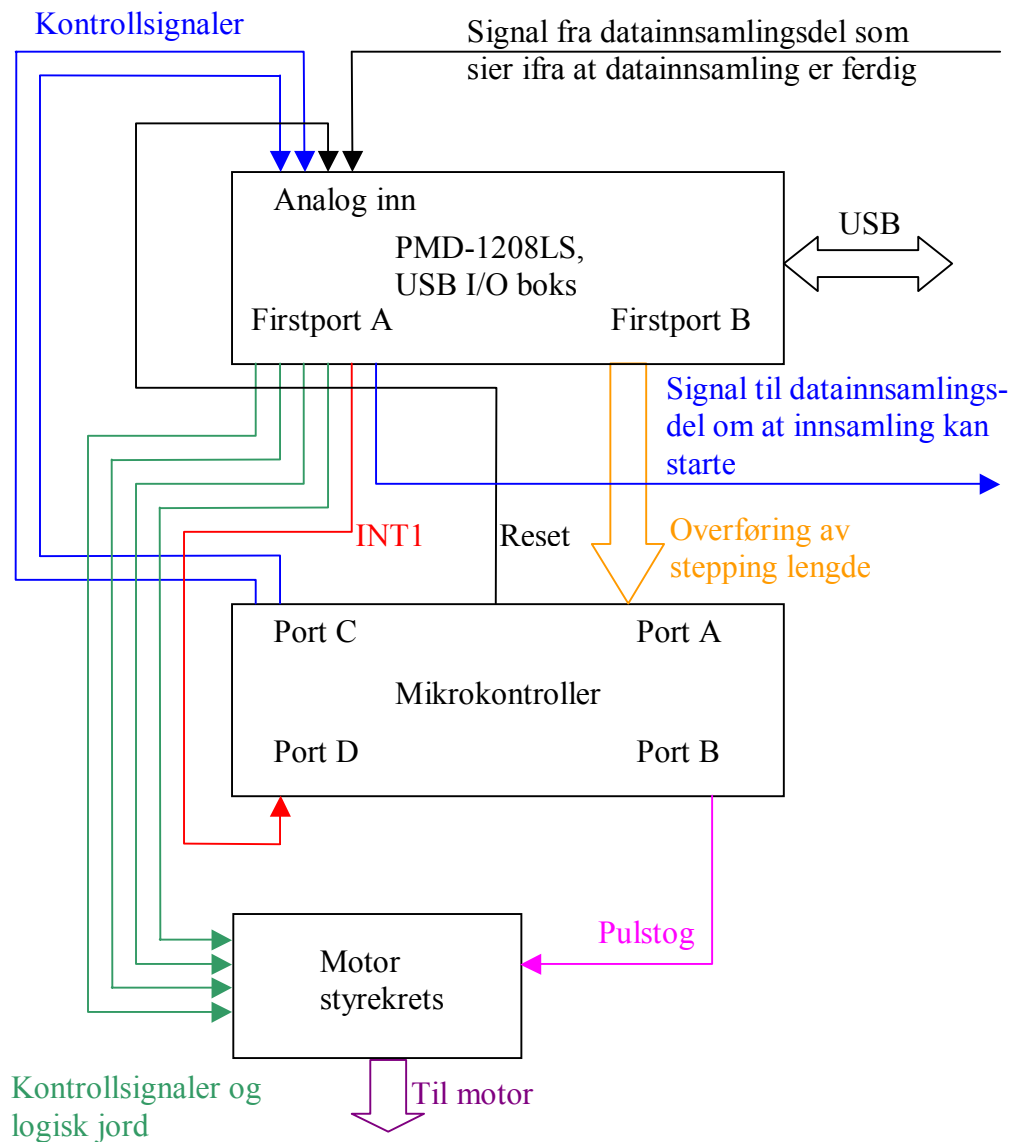 Kontrollsignaler
Signal fra datainnsamlingsdel som
sier ifra at datainnsamling er ferdig
Analog inn
PMD-1208LS,
USB I/O boks
USB
Firstport A
Firstport B
Signal til datainnsamlings-
del om at innsamling kan
starte
INT1
Reset
Overføring av
stepping lengde
Port C
Port A
Mikrokontroller
Port D
Port B
Pulstog
Motor
styrekrets
Kontrollsignaler og
logisk jord
Til motor